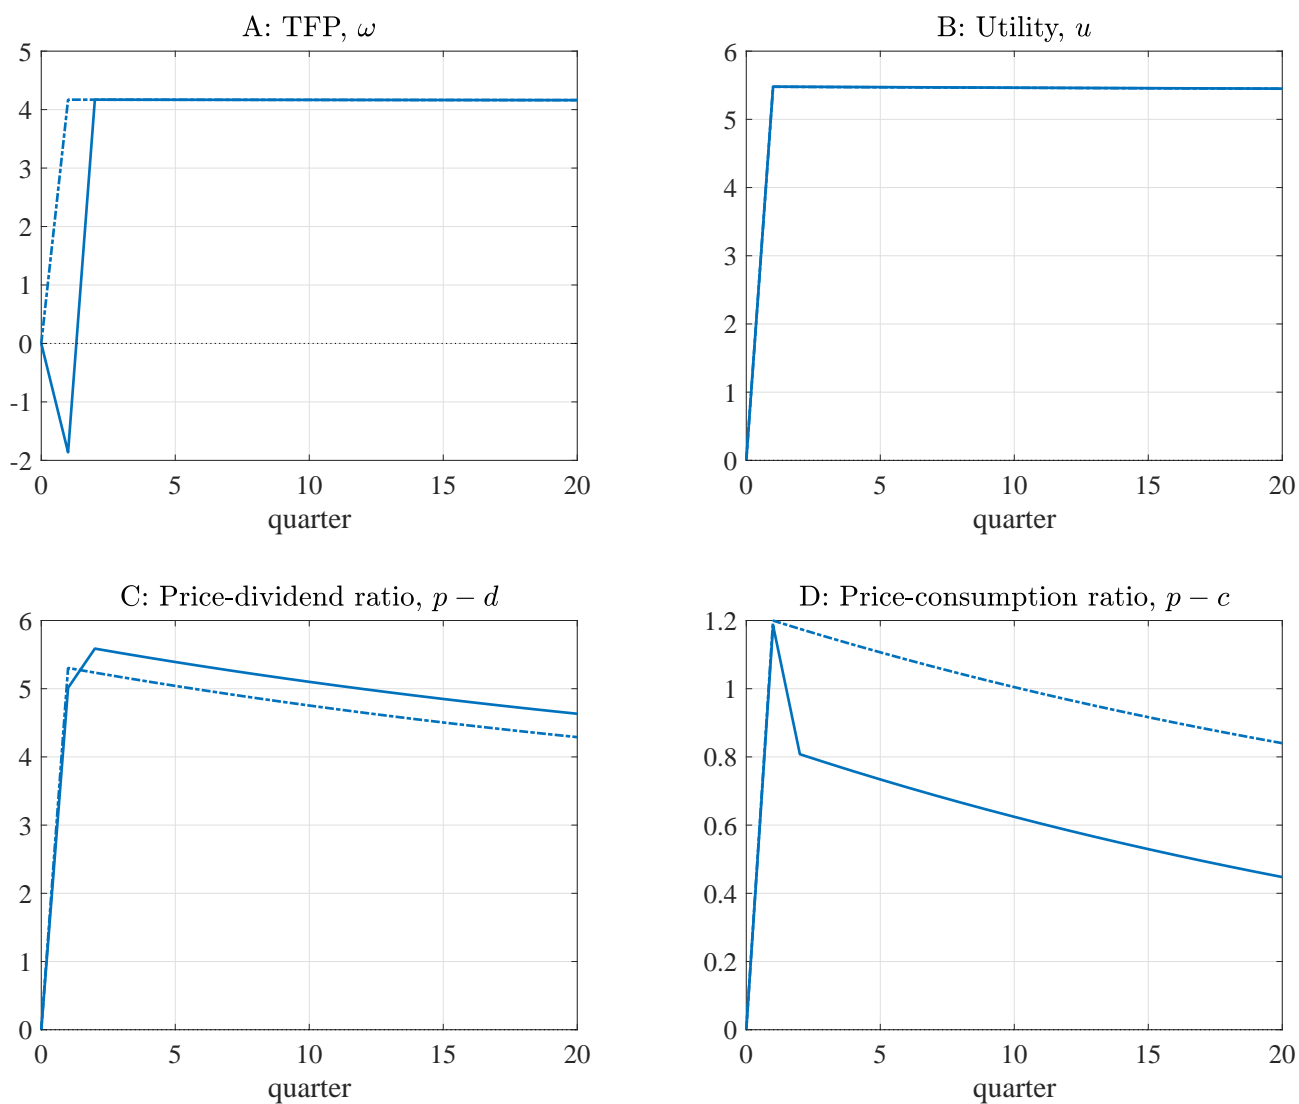 A: TFP, ω
5
4
3
2
1
0
-1
-2
0 5 10 15 20
quarter
B: Utility, u
6
5
4
3
2
1
0
0 5 10 15 20
quarter
C: Price-dividend ratio, p − d
6
5
4
3
2
1
0
0 5 10 15 20
quarter
D: Price-consumption ratio, p − c
1.2
1
0.8
0.6
0.4
0.2
0
0 5 10 15 20
quarter